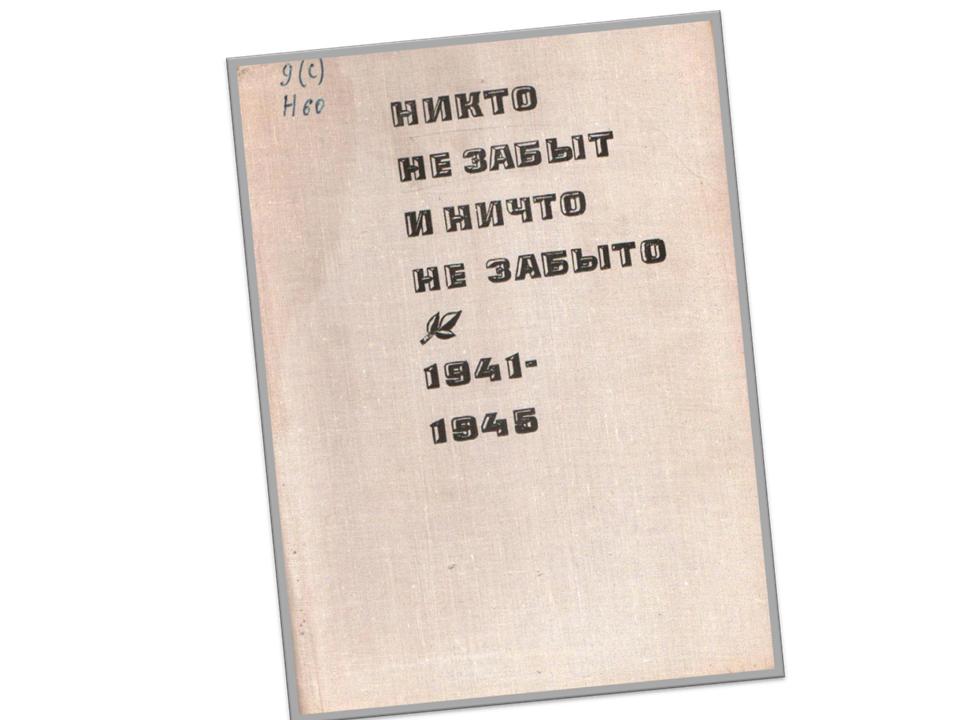 9(с)
Н60
НИКТО
НЕ ЗАБЫТ
И НИЧТО
НЕ ЗАБЫТО
1941-
1945